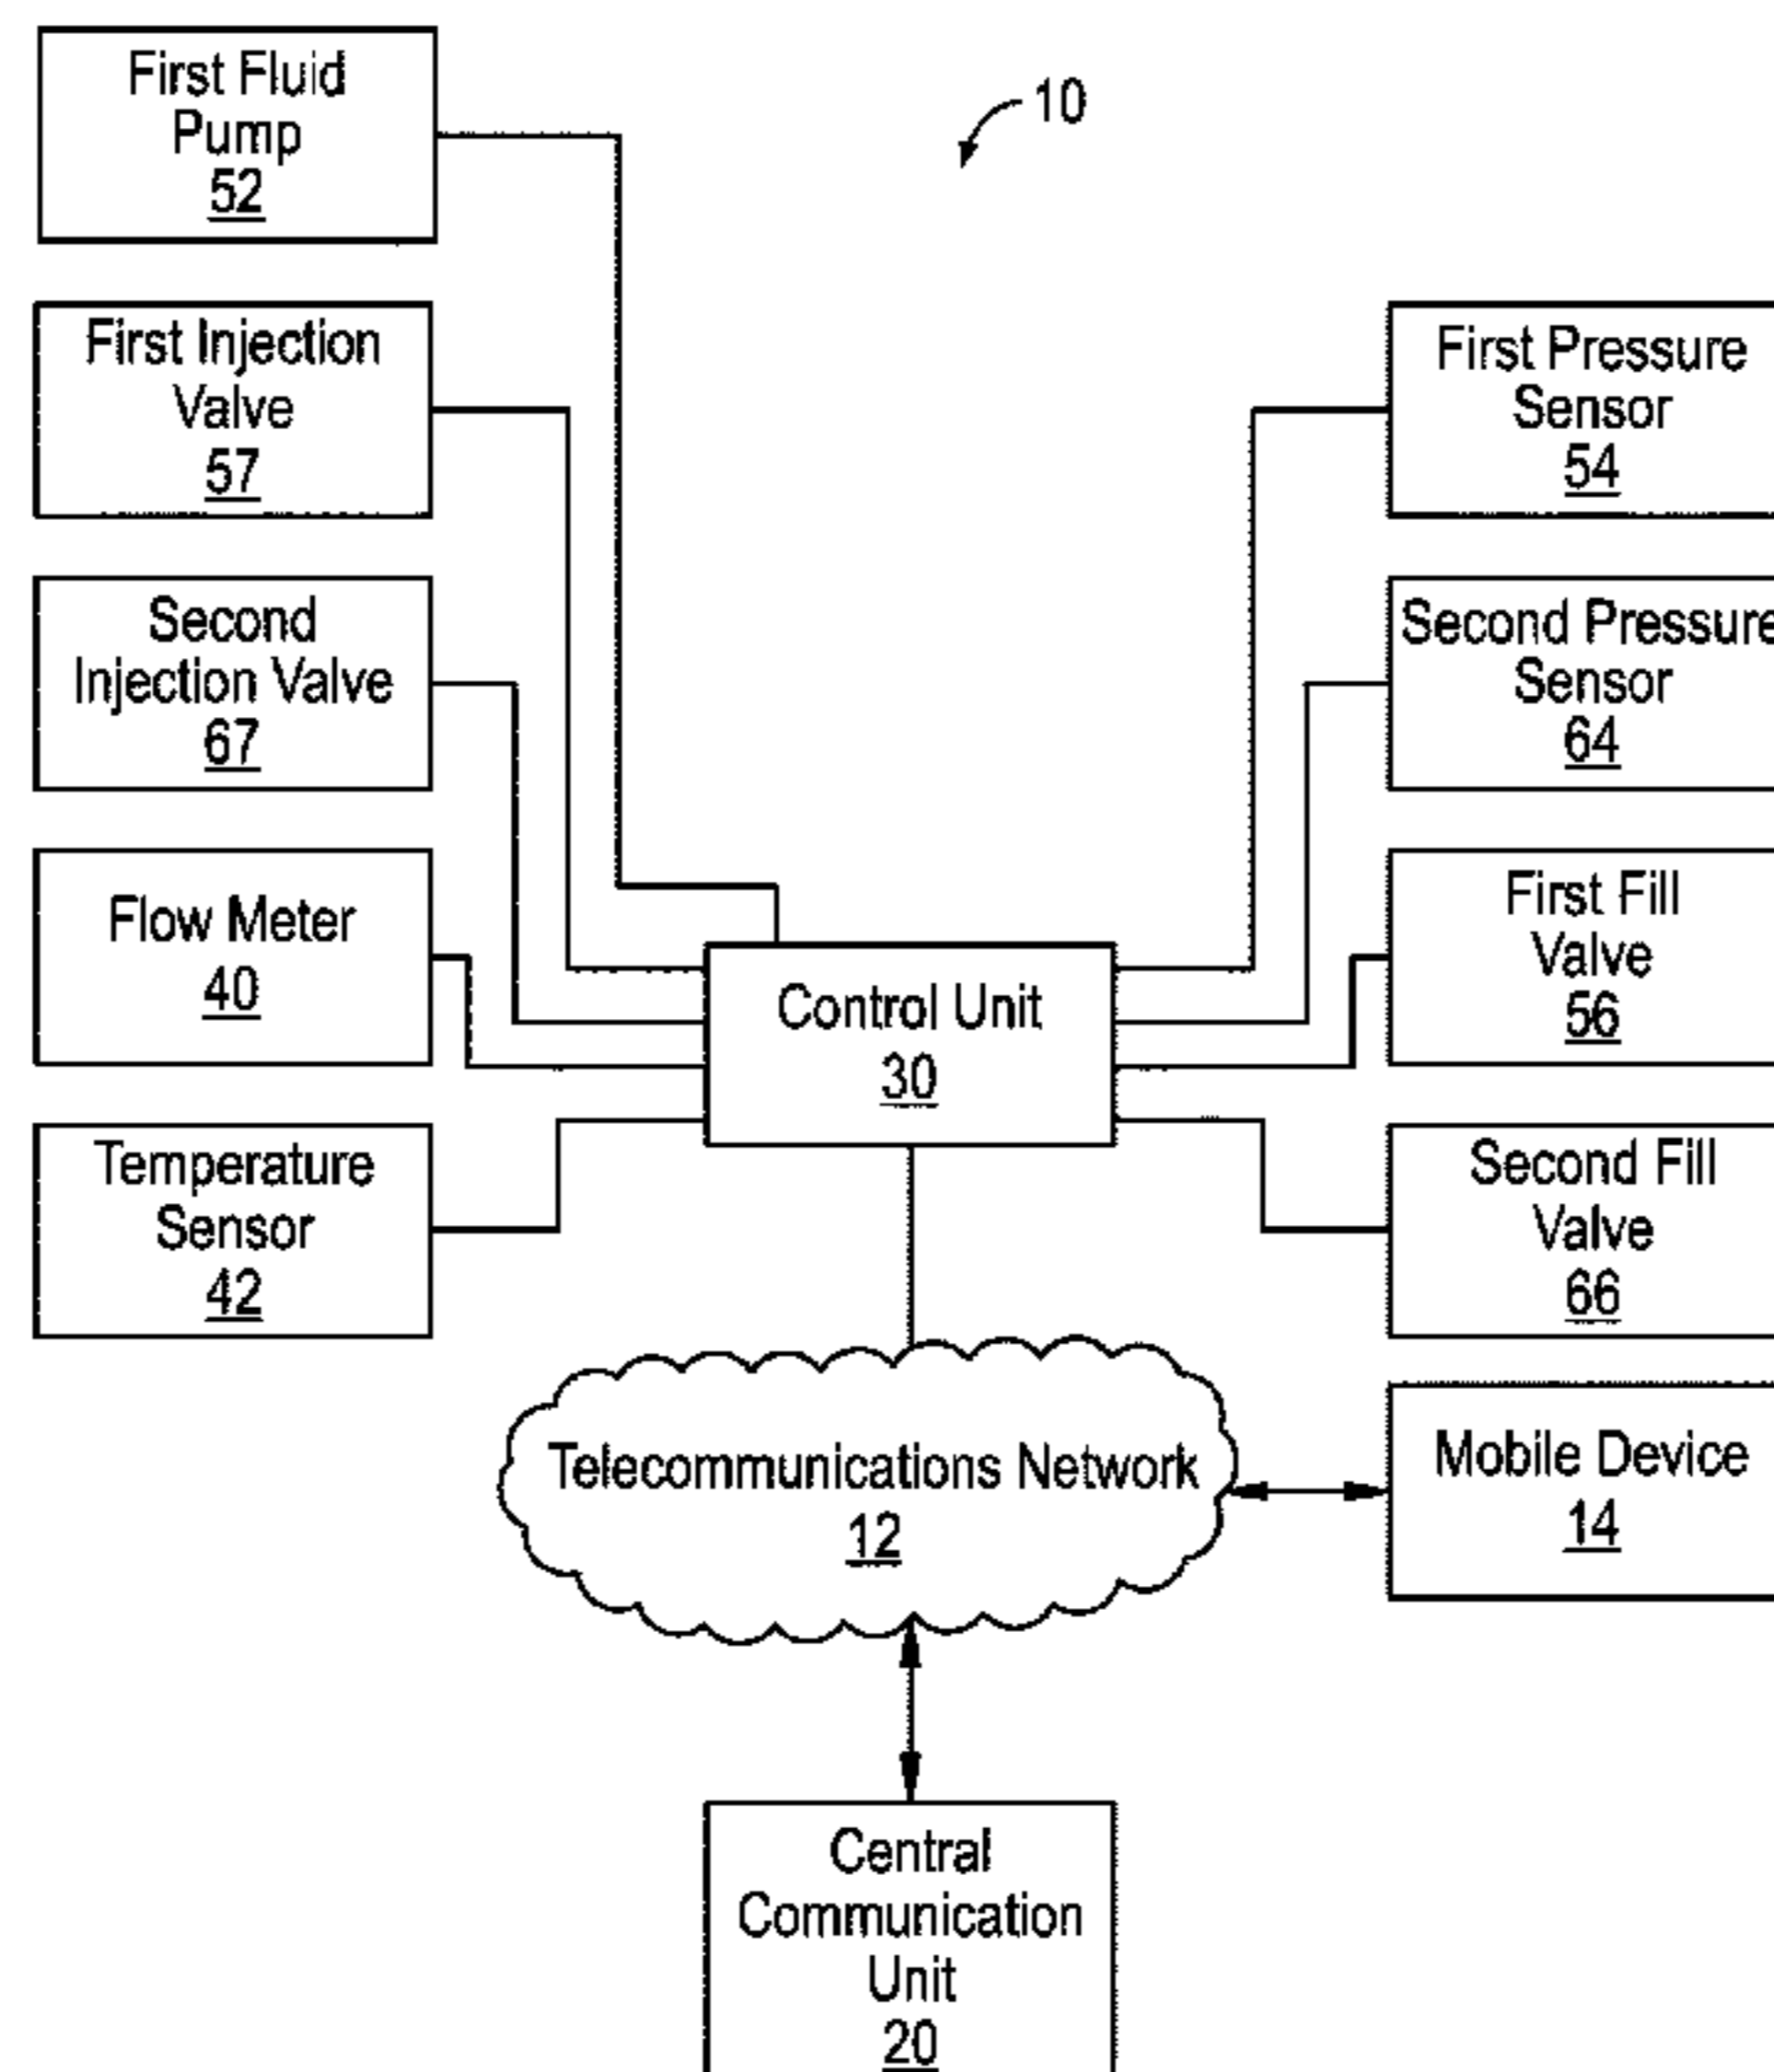 First Fluid
Pump
52
10
First Injection
Valve
57
First Pressure
Sensor
54
Second
Injection Valve
67
Second Pressure
Sensor
64
Flow Meter
40
First Fill
Valve
56
Control Unit
30
Temperature
Sensor
42
Second Fill
Valve
66
Telecommunications Network
12
Mobile Device
14
Central
Communication
Unit
20